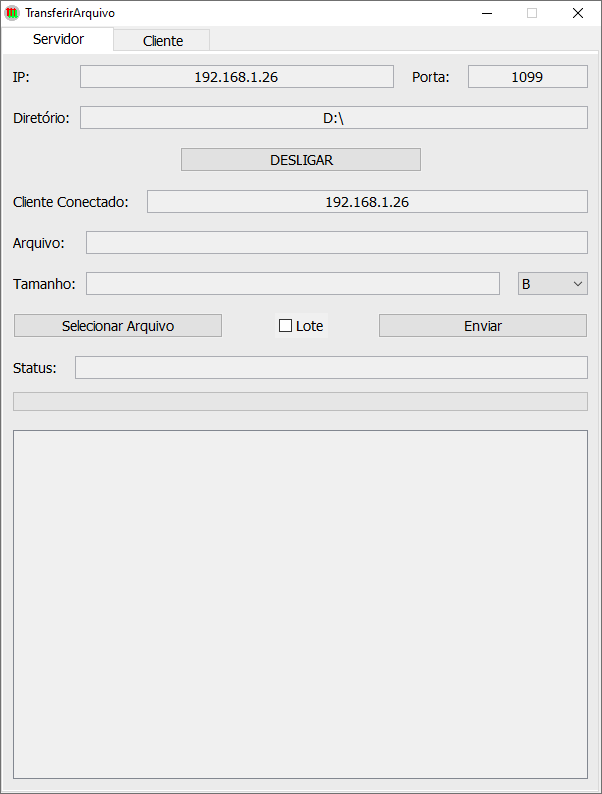 TransferirArquivo
Servidor Cliente
IP: 192.168.1.26 Porta: 1099
Diretório: D:\
DESLIGAR
Cliente Conectado: 192.168.1.26
Arquivo:
Tamanho: B
Selecionar Arquivo Lote Enviar
Status: